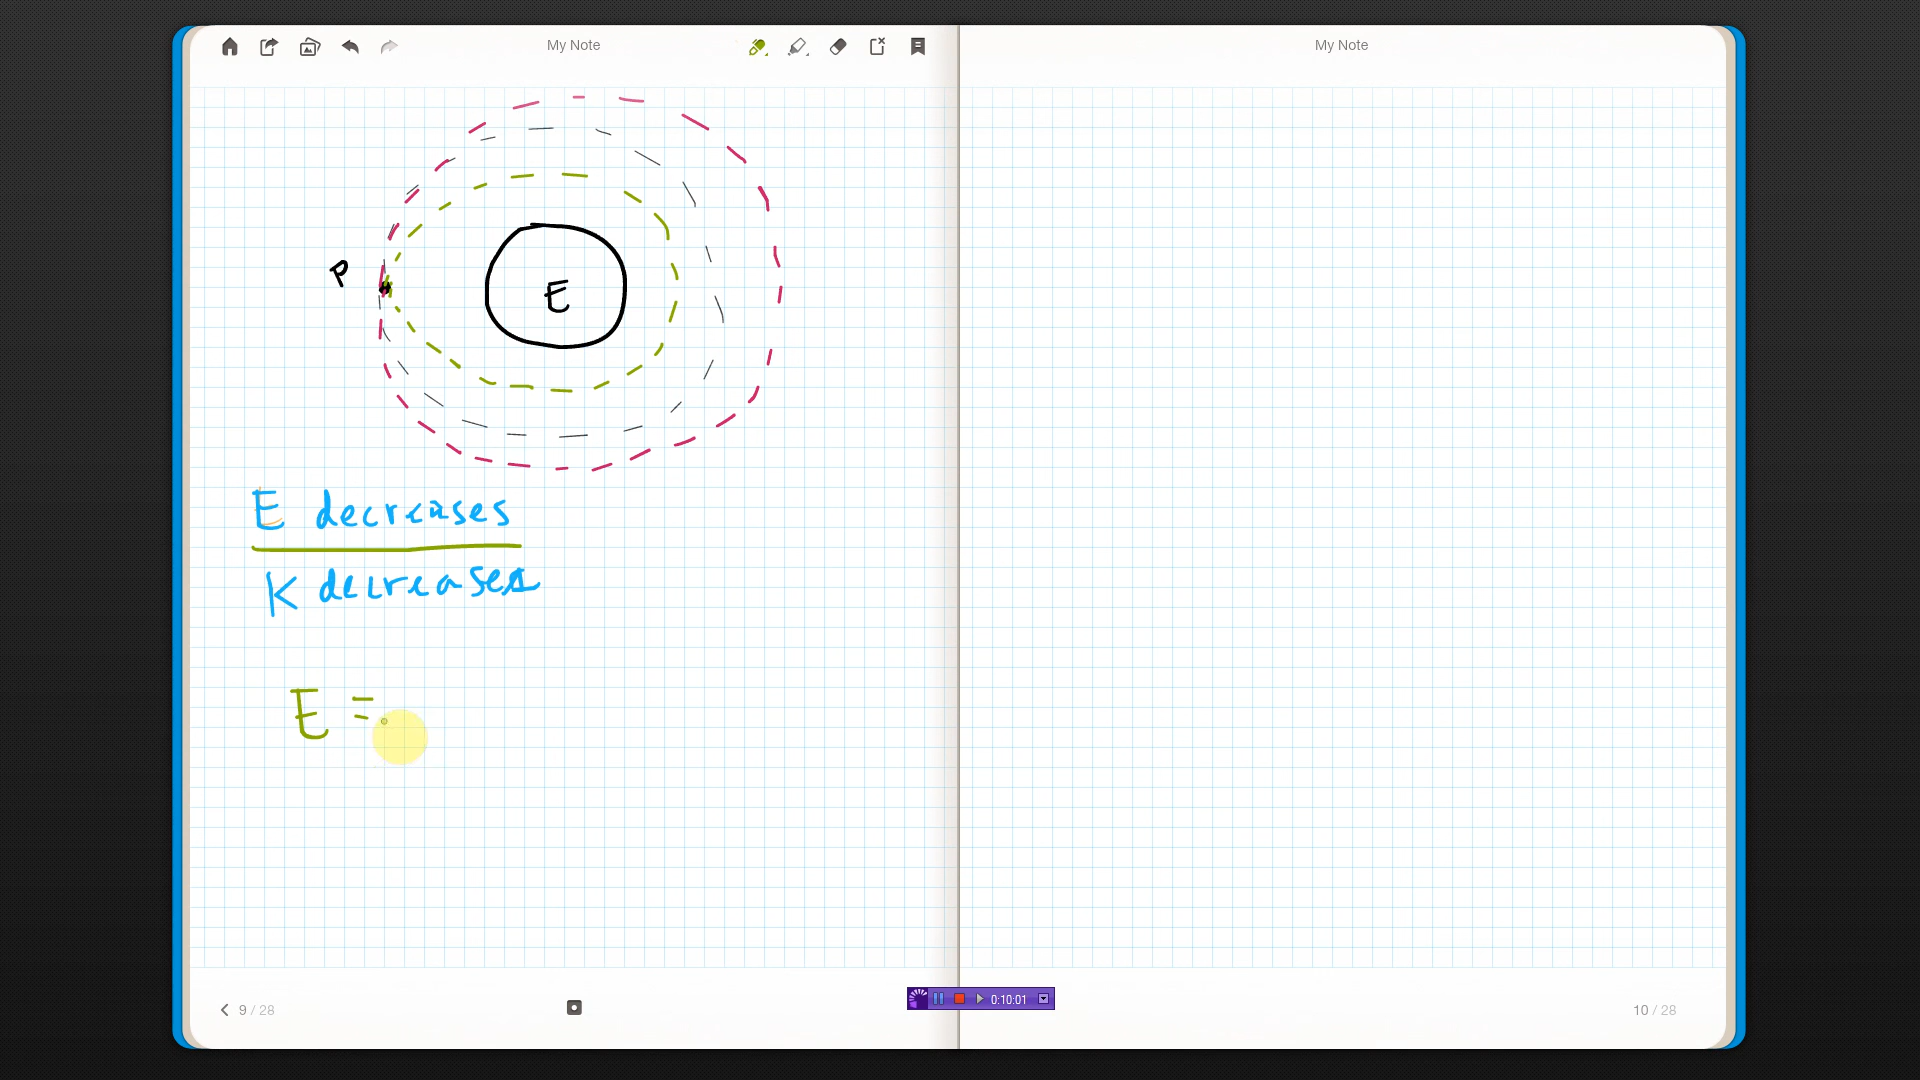 My Note
My Note
P
E
E decreases
K decreases
E =
9 / 28
0:10:01
10 / 28